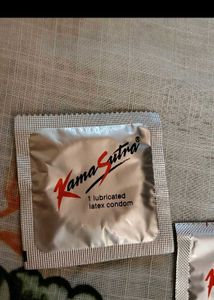 KamaSutra®
1 lubricated
latex condom